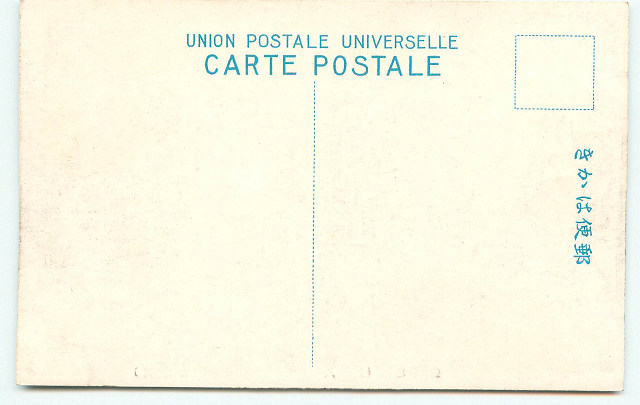 UNION POSTALE UNIVERSELLE
CARTE POSTALE
きかは便郵